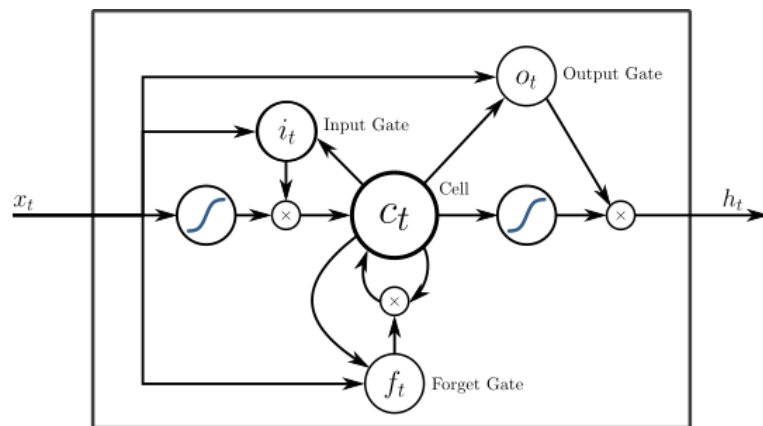 o_t Output Gate
i_t Input Gate
x_t
c_t Cell
h_t
×
×
×
f_t Forget Gate